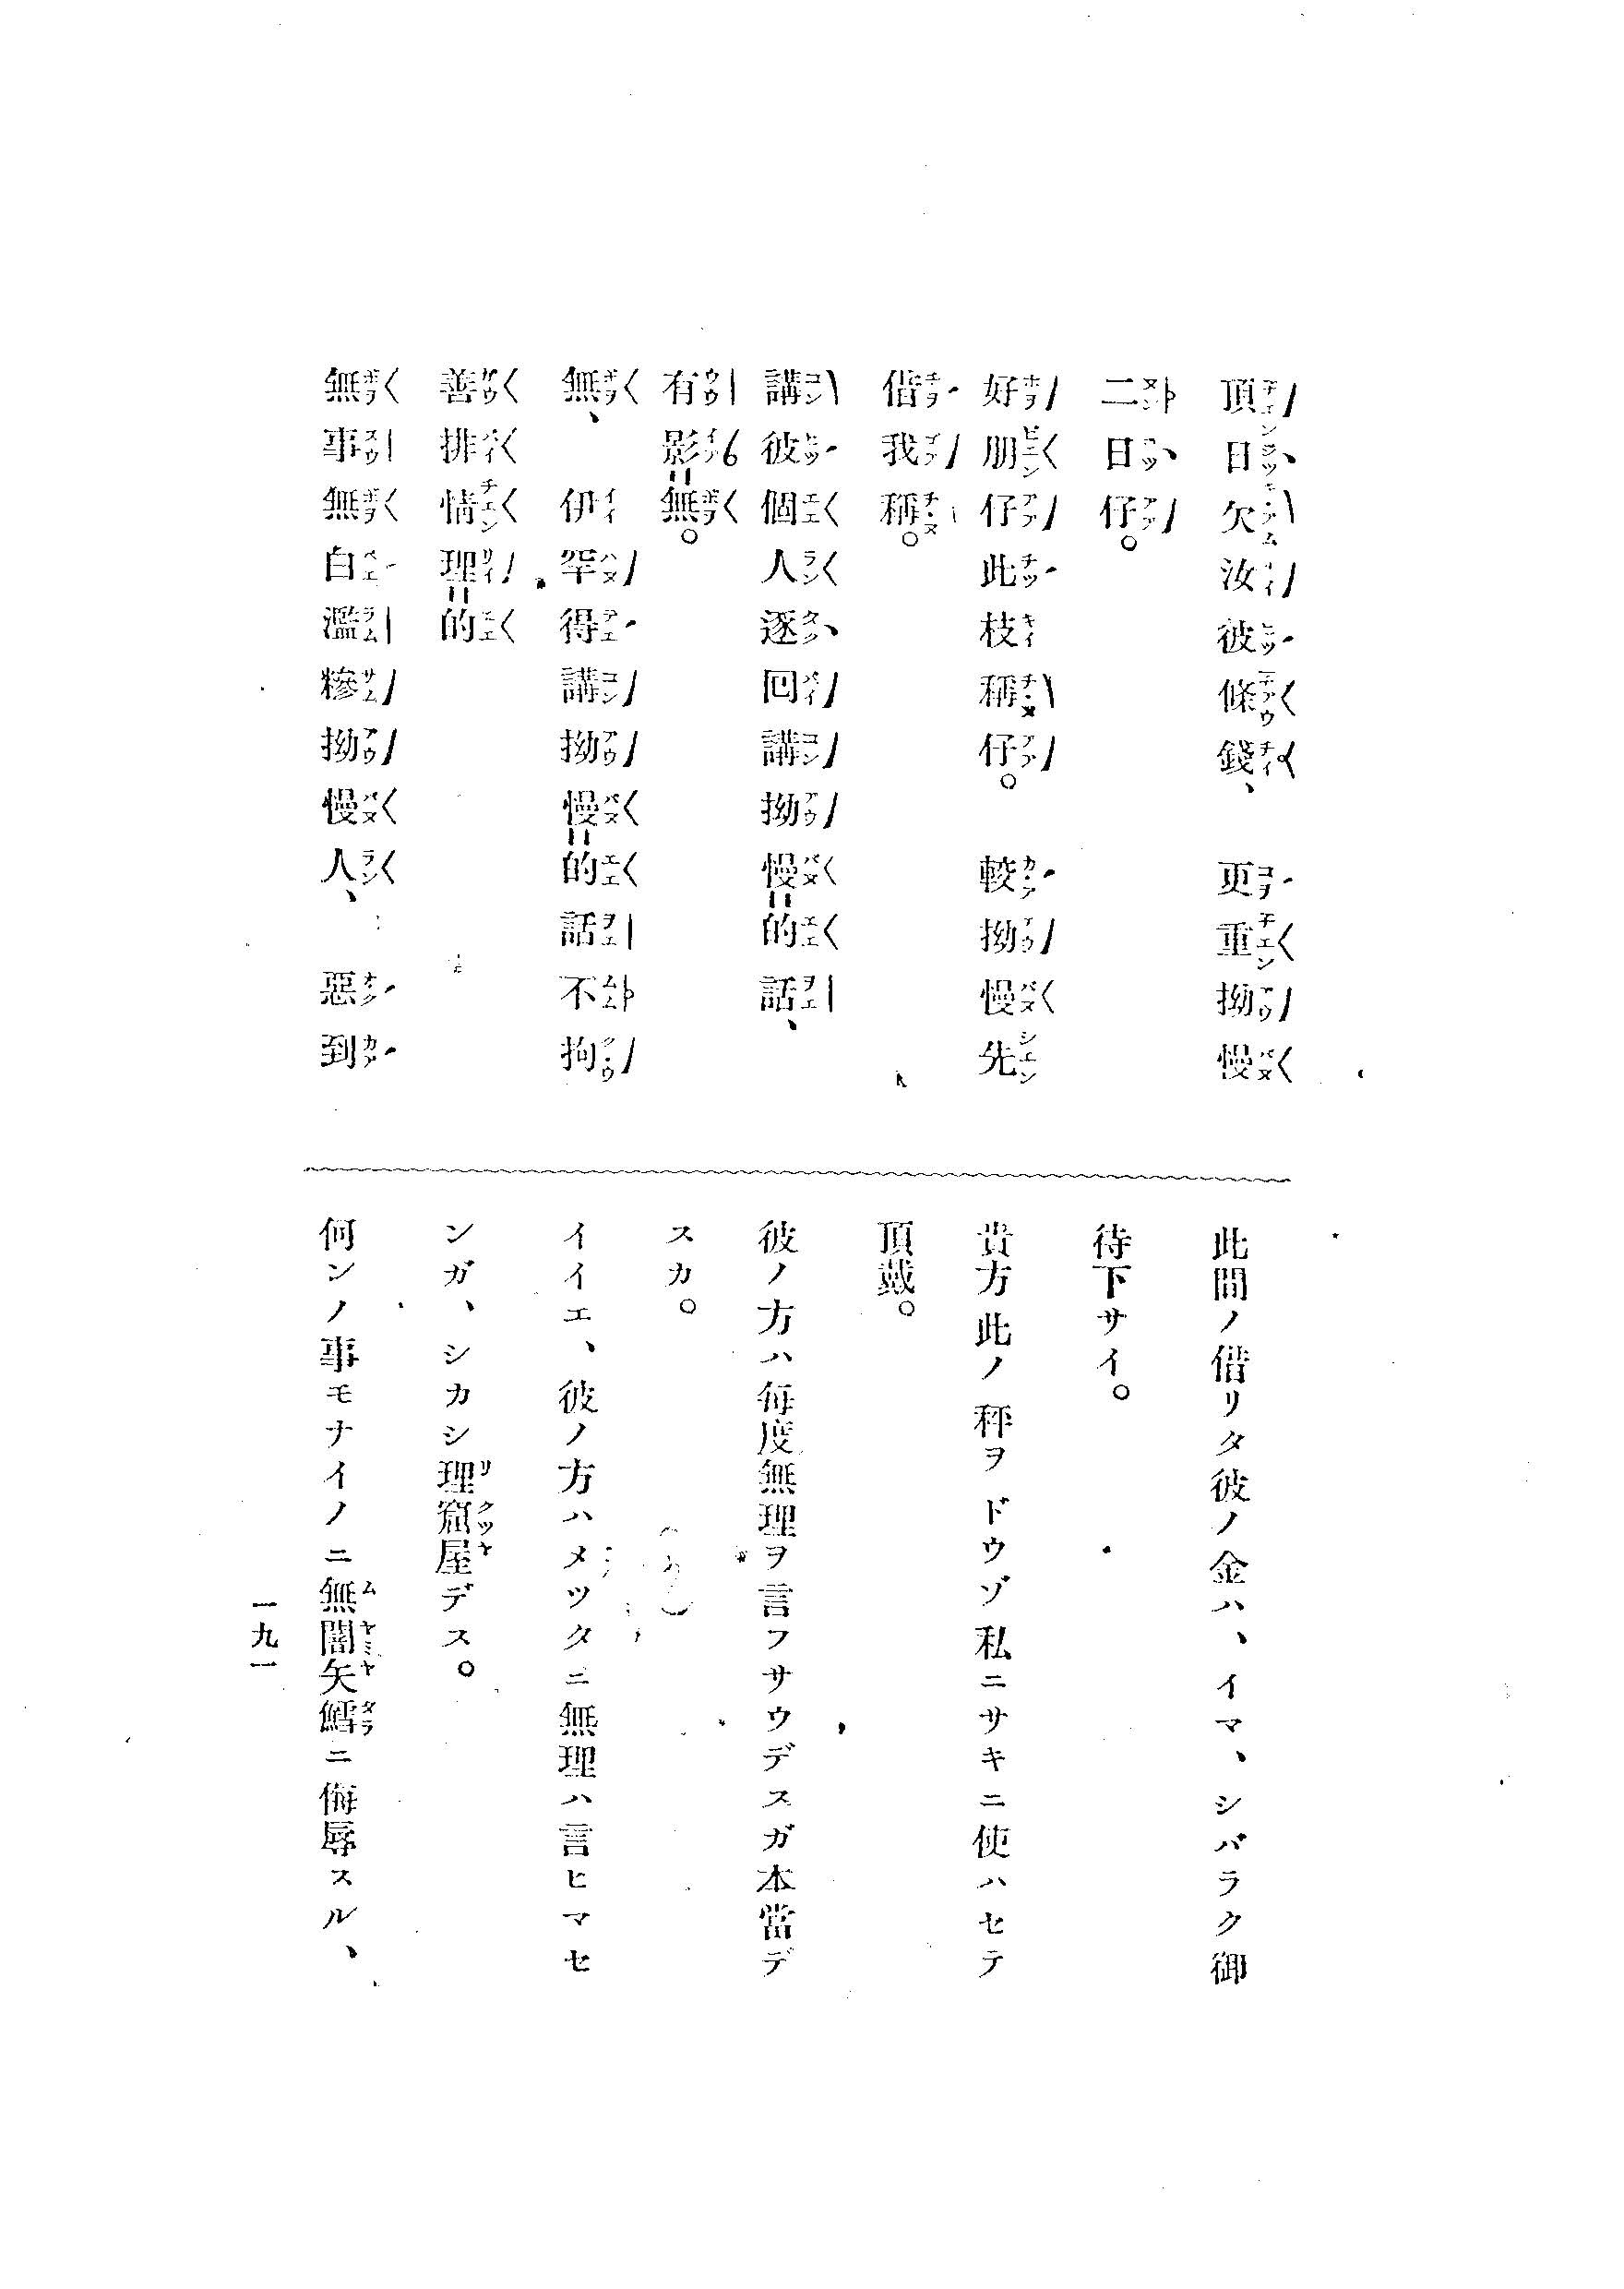 頂日欠汝彼條錢、更重拗慢
二日仔。
好朋仔此枝稱仔。較拗慢先
借我稱。
講彼個人逐回講拗慢＝的話、
有影＝無。
無、伊罕得講拗慢＝的話不拘
善排情理＝的
無事無白濫糝拗慢人、惡到
此間ノ借リタ彼ノ金ハ、イマ、シバラク御
待下サイ。
貴方此ノ秤ヲドウゾ私ニサキニ使ハセテ
頂戴。
彼ノ方ハ毎度無理ヲ言フサウデスガ本當デ
スカ。
イイエ、彼ノ方ハメツタニ無理ハ言ヒマセ
ンガ、シカシ理窟屋デス。
何ンノ事モナイノニ無闇矢鱈ニ侮辱スル、
一九一